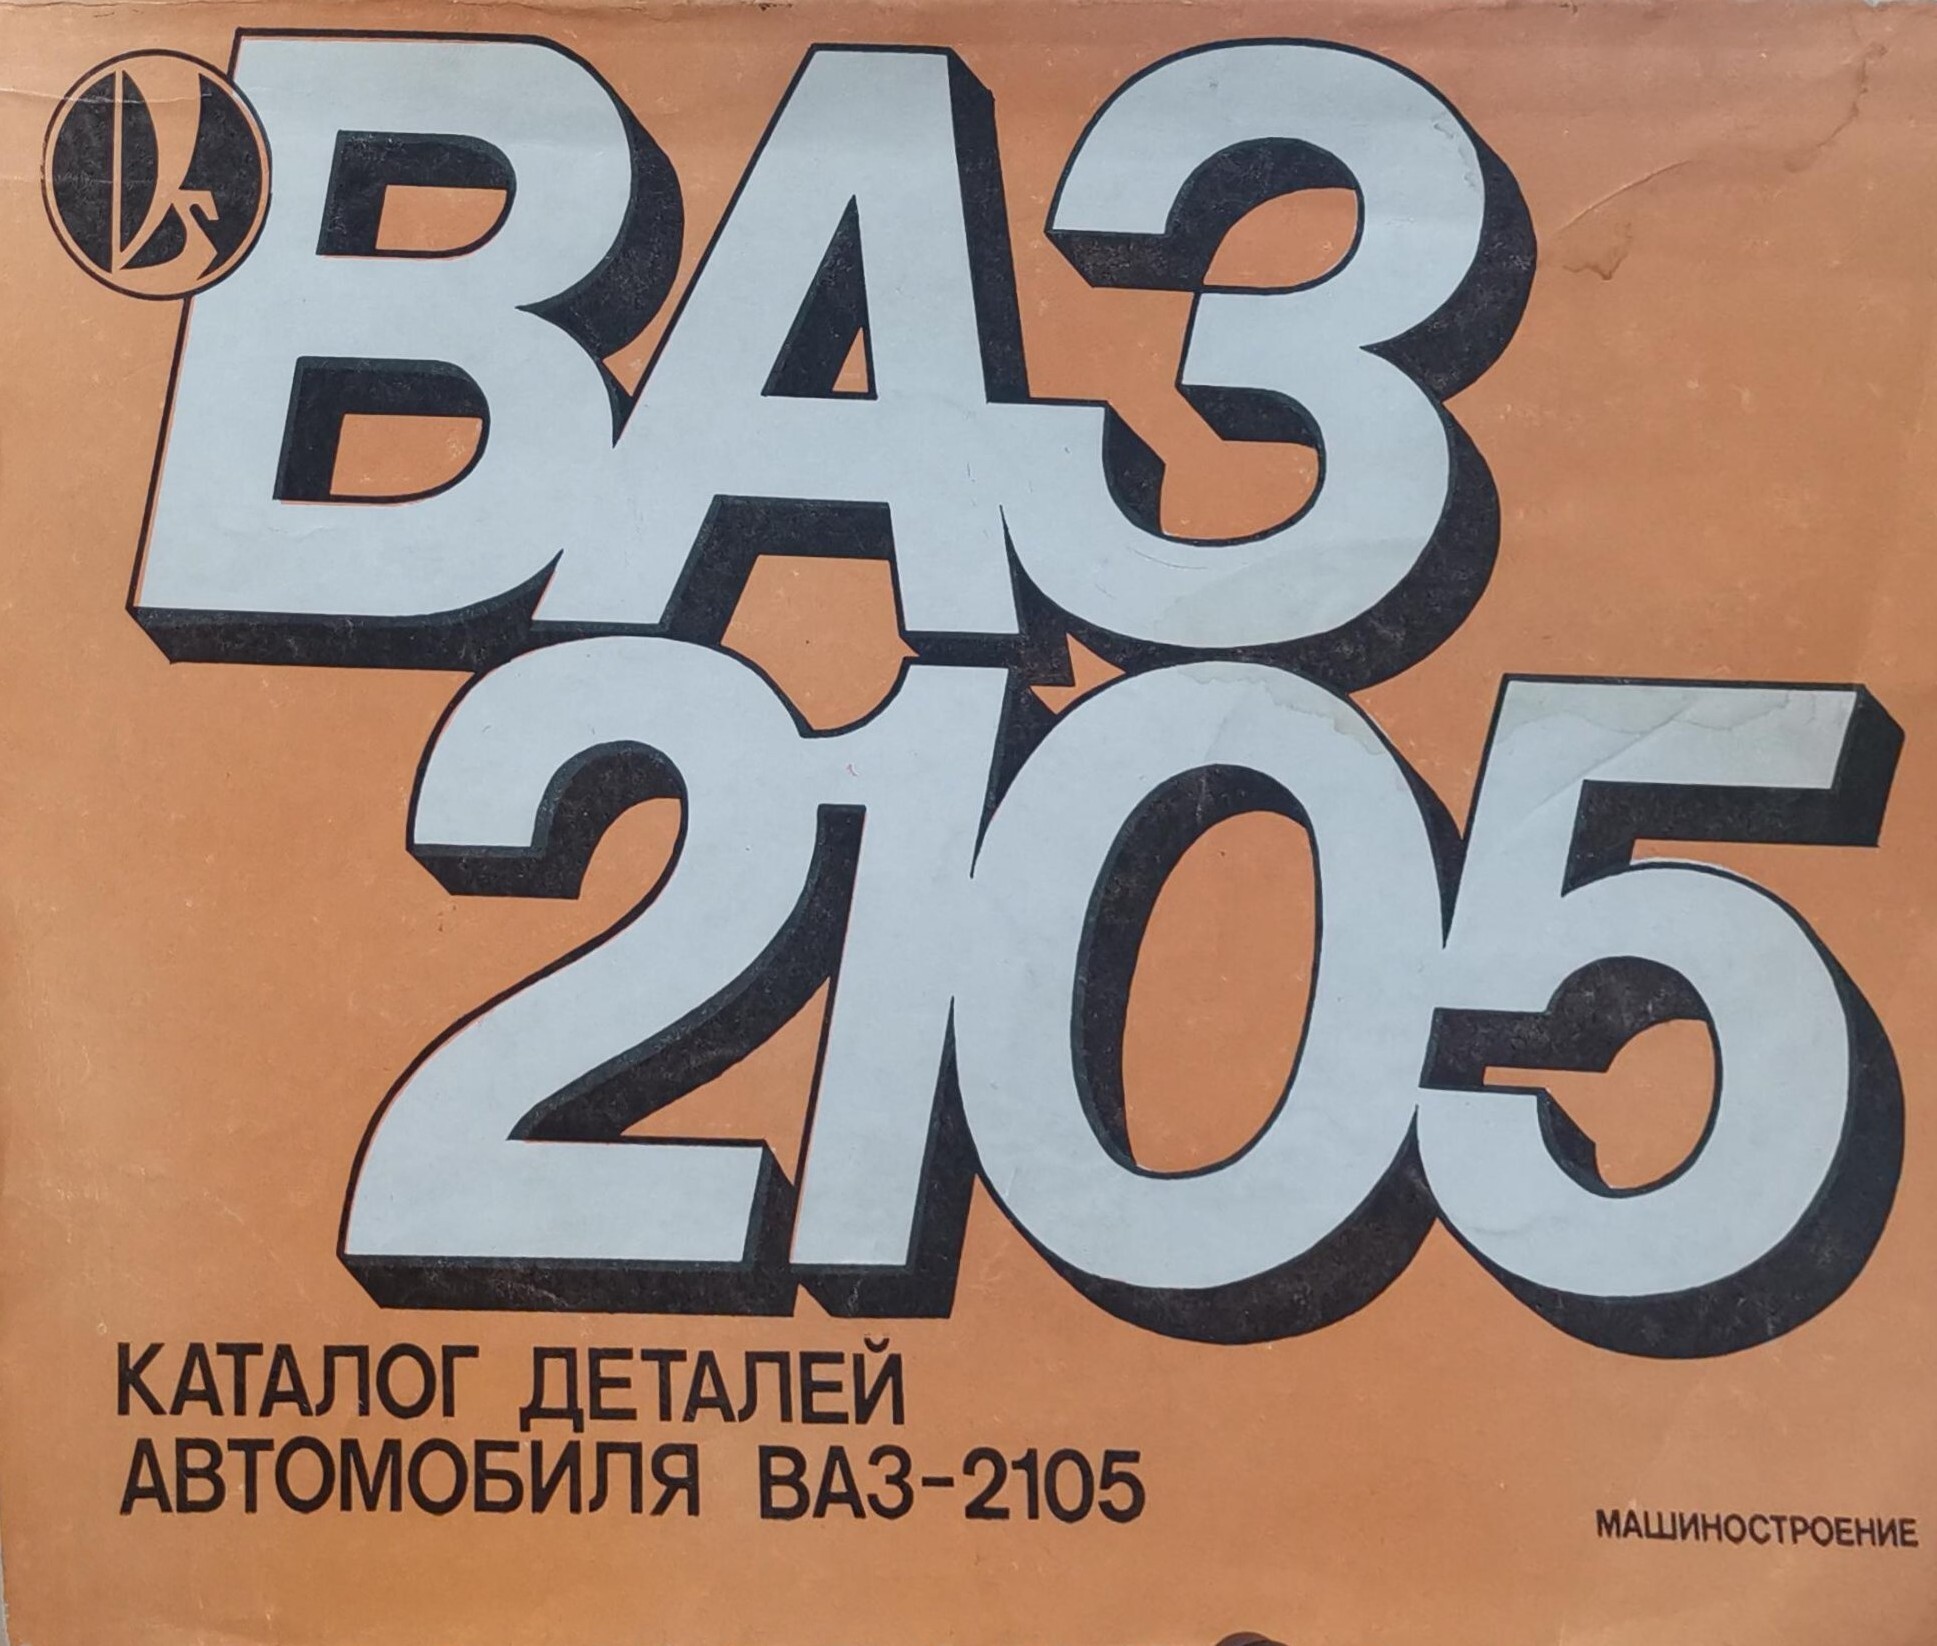 ВАЗ
2105
КАТАЛОГ ДЕТАЛЕЙ
АВТОМОБИЛЯ ВАЗ-2105
МАШИНОСТРОЕНИЕ